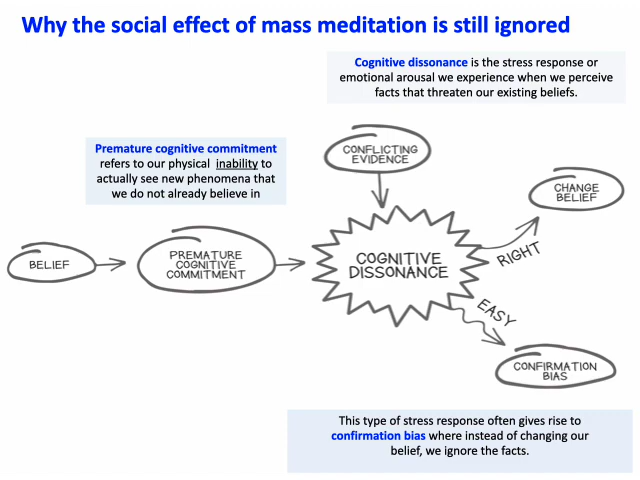 Why the social effect of mass meditation is still ignored
Cognitive dissonance is the stress response or
emotional arousal we experience when we perceive
facts that threaten our existing beliefs.
Premature cognitive commitment
refers to our physical inability to
actually see new phenomena that
we do not already believe in
CONFLICTING
EVIDENCE
CHANGE
BELIEF
BELIEF
PREMATURE
COGNITIVE
COMMITMENT
COGNITIVE
DISSONANCE
RIGHT
EASY
CONFIRMATION
BIAS
This type of stress response often gives rise to
confirmation bias where instead of changing our
belief, we ignore the facts.